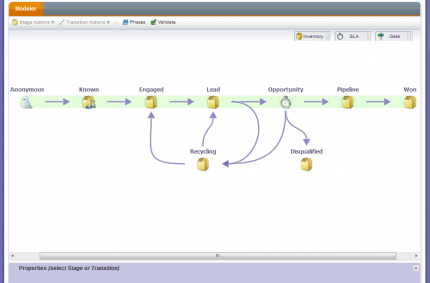 Modeler
Stage Actions Transition Actions Phases Validate
Inventory SLA Gate
Anonymous Known Engaged Lead Opportunity Pipeline Won
Recycling Disqualified
Properties (select Stage or Transition)